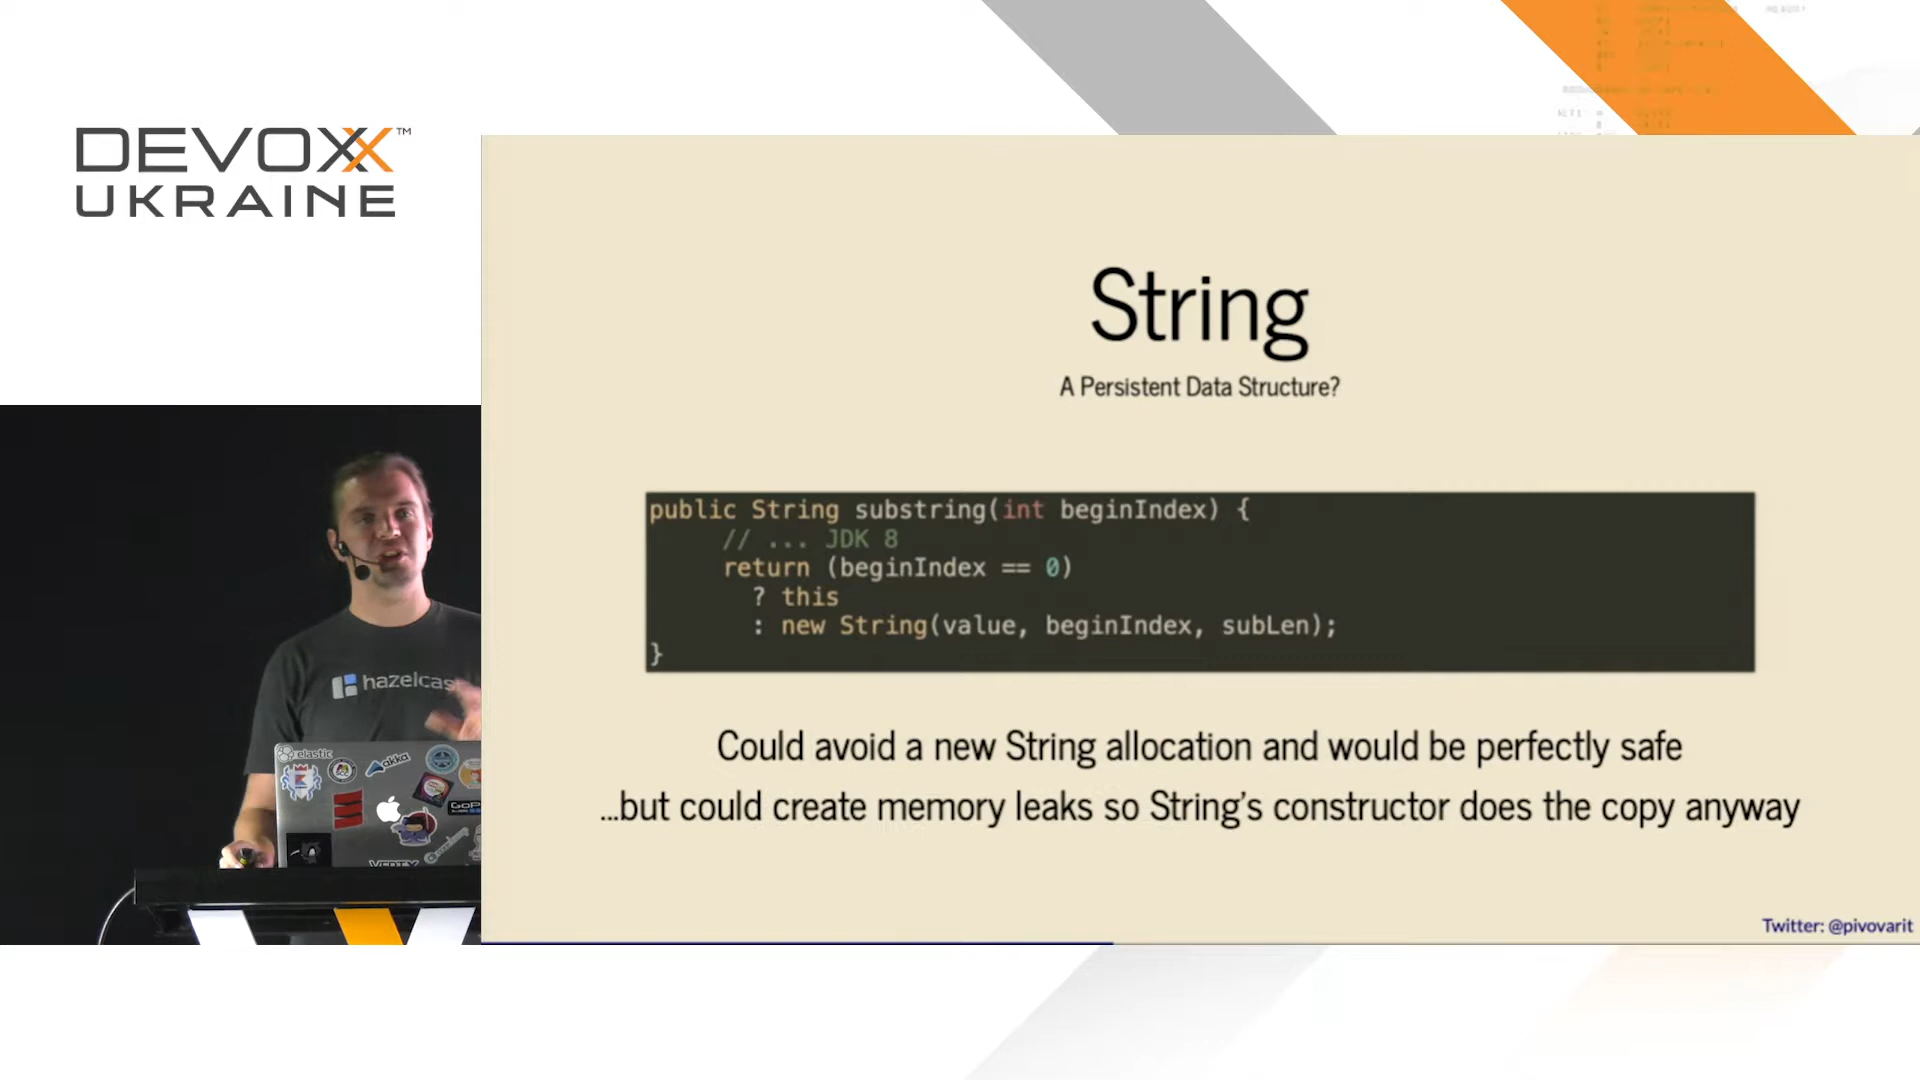 DEVOXX™
UKRAINE
String
A Persistent Data Structure?
public String substring(int beginIndex) {
// ... JDK 8
return (beginIndex == 0)
? this
: new String(value, beginIndex, subLen);
}
Could avoid a new String allocation and would be perfectly safe
...but could create memory leaks so String's constructor does the copy anyway
Twitter: @pivovarit
hazelcas
elastic
akka
GoP
VERTX